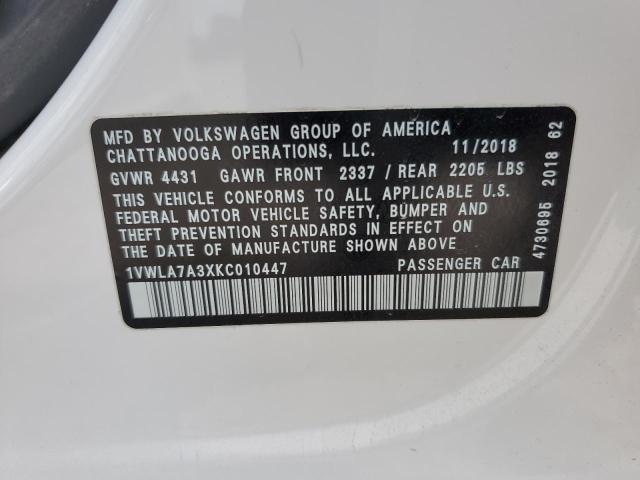 MFD BY VOLKSWAGEN GROUP OF AMERICA
CHATTANOOGA OPERATIONS, LLC. 11/2018
GVWR 4431 GAWR FRONT 2337 / REAR 2205 LBS
THIS VEHICLE CONFORMS TO ALL APPLICABLE U.S.
FEDERAL MOTOR VEHICLE SAFETY, BUMPER AND
THEFT PREVENTION STANDARDS IN EFFECT ON
THE DATE OF MANUFACTURE SHOWN ABOVE
1VWLA7A3XKC010447 PASSENGER CAR
4730695 2018 62